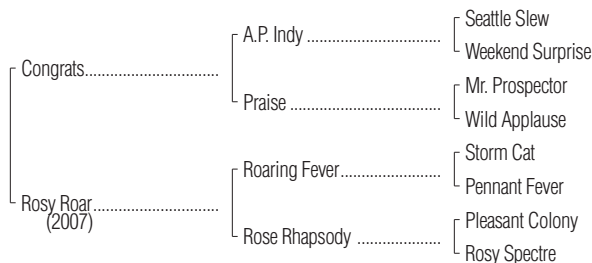 Seattle Slew
A.P. Indy ..............................
Weekend Surprise
Congrats..............................
Mr. Prospector
Praise ..................................
Wild Applause
Storm Cat
Roaring Fever......................
Pennant Fever
Rosy Roar............................
(2007)
Pleasant Colony
Rose Rhapsody ..................
Rosy Spectre